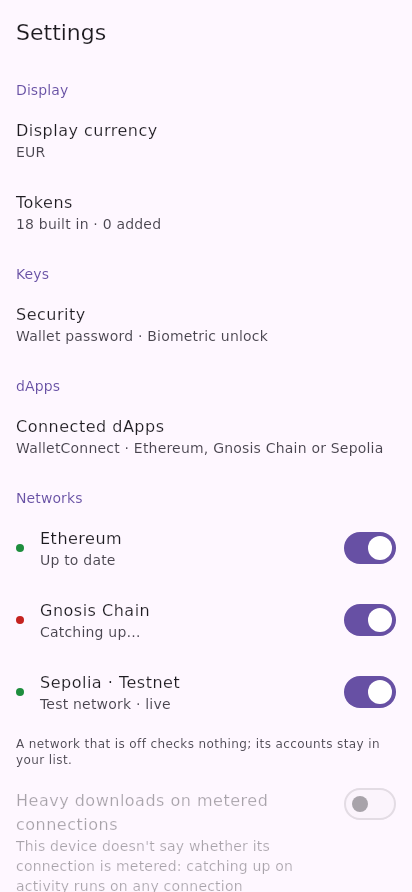 Settings
Display
Display currency
EUR
Tokens
18 built in · 0 added
Keys
Security
Wallet password · Biometric unlock
dApps
Connected dApps
WalletConnect · Ethereum, Gnosis Chain or Sepolia
Networks
Ethereum
Up to date
Gnosis Chain
Catching up…
Sepolia · Testnet
Test network · live
A network that is off checks nothing; its accounts stay in
your list.
Heavy downloads on metered
connections
This device doesn't say whether its
connection is metered: catching up on
activity runs on any connection